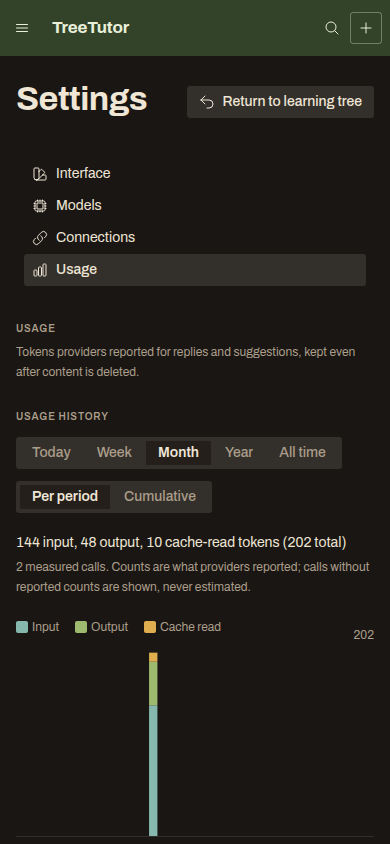 TreeTutor
Settings
Return to learning tree
Interface
Models
Connections
Usage
USAGE
Tokens providers reported for replies and suggestions, kept even
after content is deleted.
USAGE HISTORY
Today Week Month Year All time
Per period Cumulative
144 input, 48 output, 10 cache-read tokens (202 total)
2 measured calls. Counts are what providers reported; calls without
reported counts are shown, never estimated.
Input Output Cache read
202